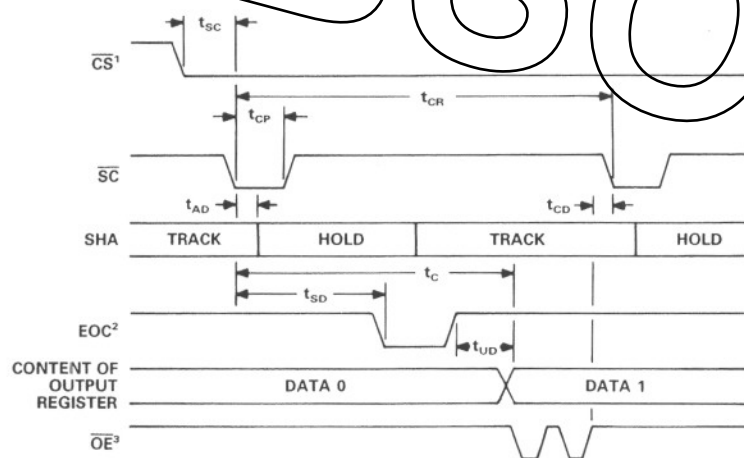 tSC
CS¹
tCR
tCP
SC
tAD
tCD
SHA TRACK HOLD TRACK HOLD
tC
tSD
EOC²
tUD
CONTENT OF
OUTPUT
REGISTER
DATA 0 DATA 1
OE³